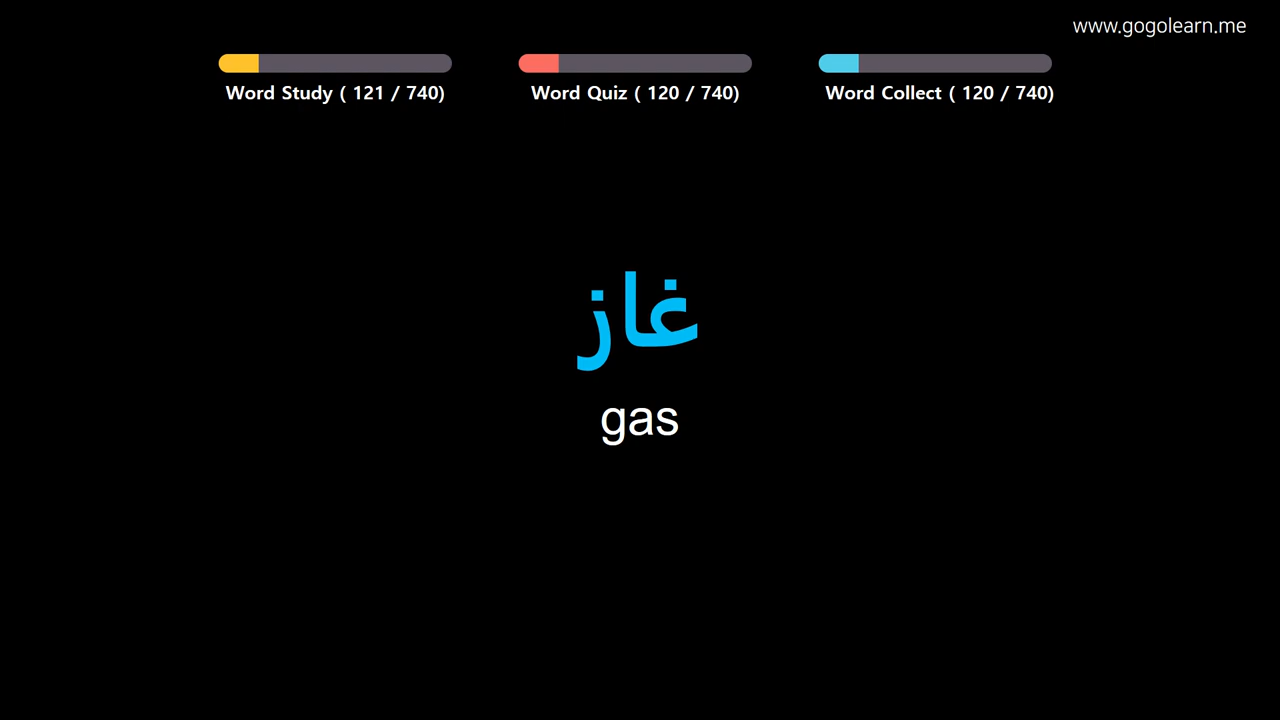 www.gogolearn.me
Word Study ( 121 / 740)
Word Quiz ( 120 / 740)
Word Collect ( 120 / 740)
غاز
gas